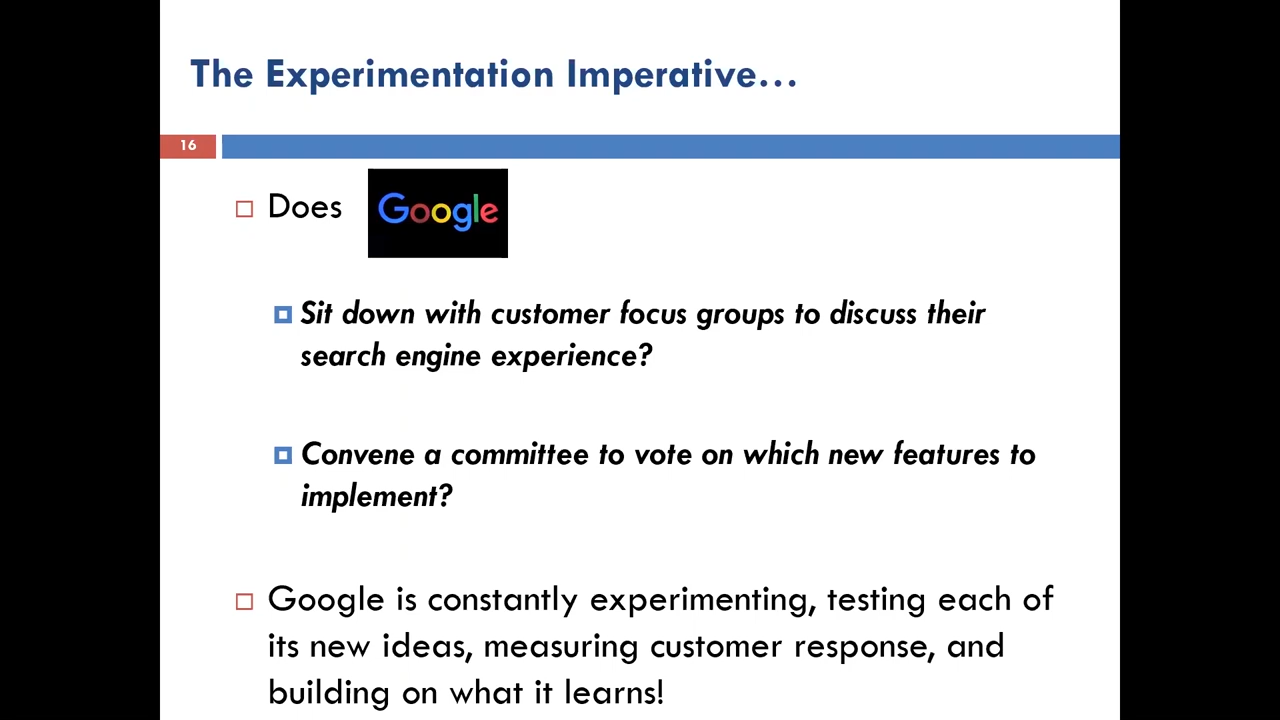 The Experimentation Imperative…
16
Does Google
Sit down with customer focus groups to discuss their
search engine experience?
Convene a committee to vote on which new features to
implement?
Google is constantly experimenting, testing each of
its new ideas, measuring customer response, and
building on what it learns!